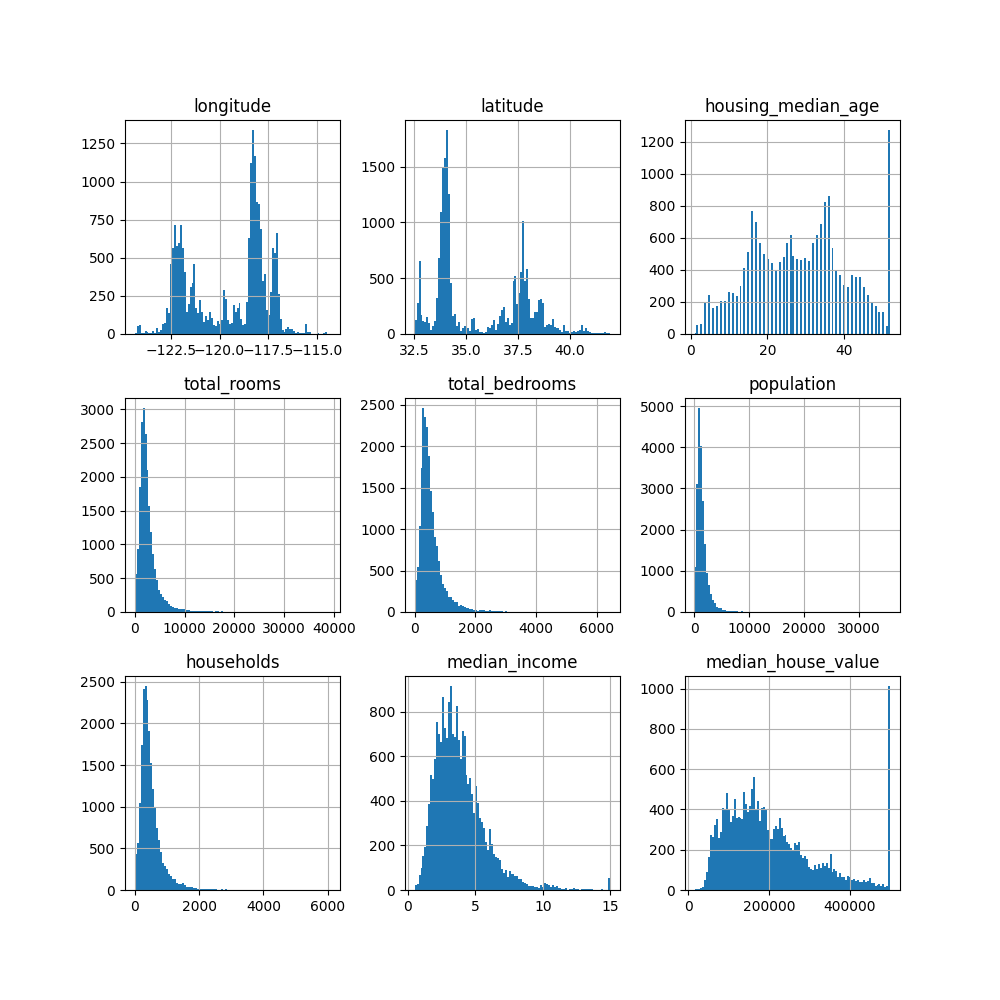 longitude
1250
1000
750
500
250
0
−122.5 −120.0 −117.5 −115.0
latitude
1500
1000
500
0
32.5 35.0 37.5 40.0
housing_median_age
1200
1000
800
600
400
200
0
0 20 40
total_rooms
3000
2500
2000
1500
1000
500
0
0 10000 20000 30000 40000
total_bedrooms
2500
2000
1500
1000
500
0
0 2000 4000 6000
population
5000
4000
3000
2000
1000
0
0 10000 20000 30000
households
2500
2000
1500
1000
500
0
0 2000 4000 6000
median_income
800
600
400
200
0
0 5 10 15
median_house_value
1000
800
600
400
200
0
0 200000 400000